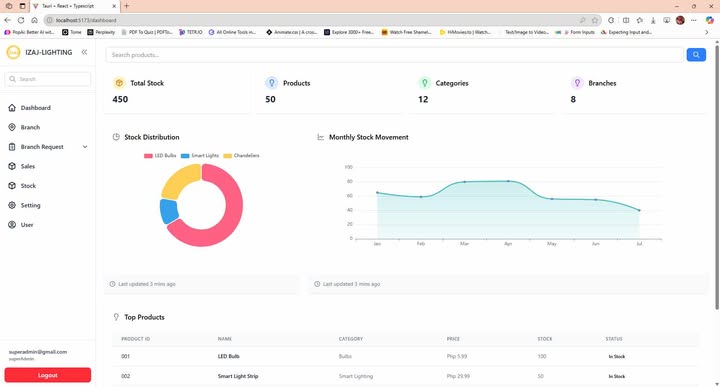 Tauri + React + Typescript
localhost:5173/dashboard
PopAi: Better AI wit...
Tome
Perplexity
PDF To Quiz | PDFTo...
TETR.IO
All Online Tools in...
Animate.css | A cros...
Explore 3000+ Free...
Watch Free Shamel...
HiMovies.to | Watch...
Text/Image to Video...
Form Inputs
Expecting Input and...
IZAJ-LIGHTING
Search
Dashboard
Branch
Branch Request
Sales
Stock
Setting
User
superadmin@gmail.com
superAdmin
Logout
Search products...
Total Stock
450
Products
50
Categories
12
Branches
8
Stock Distribution
LED Bulbs
Smart Lights
Chandeliers
Last updated 3 mins ago
Monthly Stock Movement
100
80
60
40
20
0
Jan Feb Mar Apr May Jun Jul
Last updated 3 mins ago
Top Products
PRODUCT ID NAME CATEGORY PRICE STOCK STATUS
001 LED Bulb Bulbs Php 5.99 100 In Stock
002 Smart Light Strip Smart Lighting Php 29.99 50 In Stock